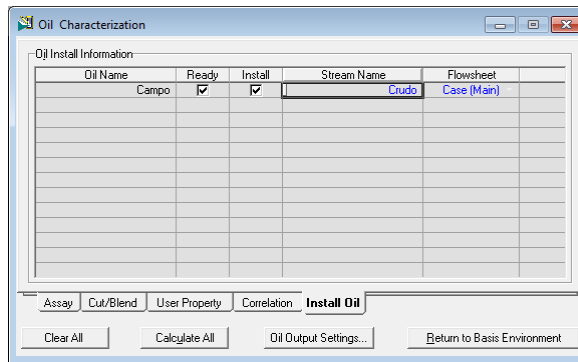 Oil Characterization
Oil Install Information
Oil Name Ready Install Stream Name Flowsheet
Campo Crudo Case (Main)
Assay Cut/Blend User Property Correlation Install Oil
Clear All Calculate All Oil Output Settings... Return to Basis Environment